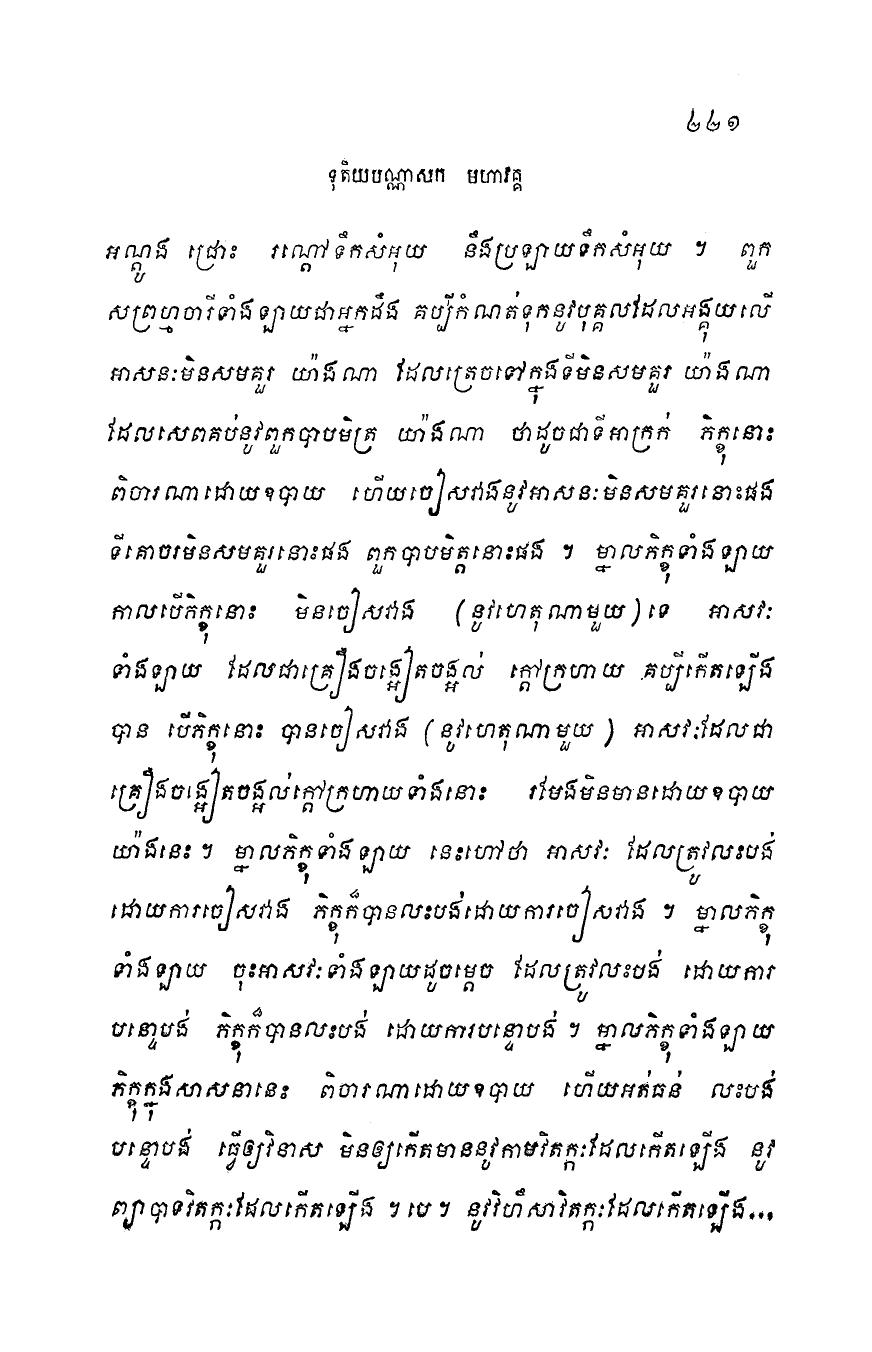 ២២១
ទុតិយបណ្ណាសក មហាវគ្គ
អណ្តូង ជ្រោះ រណ្តៅទឹកសំអុយ នឹងប្រឡាយទឹកសំអុយ ។ ពួក
សព្រហ្មចារីទាំងឡាយជាអ្នកដឹង គប្បីកំណត់ទុកនូវបុគ្គលដែលអង្គុយលើ
អាសនៈមិនសមគួរ យ៉ាងណា ដែលត្រេចទៅក្នុងទីមិនសមគួរ យ៉ាងណា
ដែលសេពគប់នូវពួកបាបមិត្រ យ៉ាងណា ថាដូចជាទីអាក្រក់ ភិក្ខុនោះ
ពិចារណាដោយឧបាយ ហើយចៀសវាងនូវអាសនៈមិនសមគួរនោះផង
ទីគោចរមិនសមគួរនោះផង ពួកបាបមិត្តនោះផង ។ ម្នាលភិក្ខុទាំងឡាយ
កាលបើភិក្ខុនោះ មិនចៀសវាង (នូវហេតុណាមួយ) ទេ អាសវៈ
ទាំងឡាយ ដែលជាគ្រឿងចង្អៀតចង្អល់ ក្តៅក្រហាយ គប្បីកើតឡើង
បាន បើភិក្ខុនោះ បានចៀសវាង (នូវហេតុណាមួយ ) អាសវៈដែលជា
គ្រឿងចង្អៀតចង្អល់ក្តៅក្រហាយទាំងនោះ រមែងមិនមានដោយឧបាយ
យ៉ាងនេះ ។ ម្នាលភិក្ខុទាំងឡាយ នេះហៅថា អាសវៈ ដែលត្រូវលះបង់
ដោយការចៀសវាង ភិក្ខុក៏បានលះបង់ដោយការចៀសវាង ។ ម្នាលភិក្ខុ
ទាំងឡាយ ចុះអាសវៈទាំងឡាយដូចម្តេច ដែលត្រូវលះបង់ ដោយការ
បន្ទោបង់ ភិក្ខុក៏បានលះបង់ ដោយការបន្ទោបង់ ។ ម្នាលភិក្ខុទាំងឡាយ
ភិក្ខុក្នុងសាសនានេះ ពិចារណាដោយឧបាយ ហើយអត់ធន់ លះបង់
បន្ទោបង់ ធ្វើឲ្យវិនាស មិនឲ្យកើតមាននូវកាមវិតក្កៈដែលកើតឡើង នូវ
ព្យាបាទវិតក្កៈដែលកើតឡើង ។ បេ ។ នូវវិហឹសាវិតក្កៈដែលកើតឡើង...